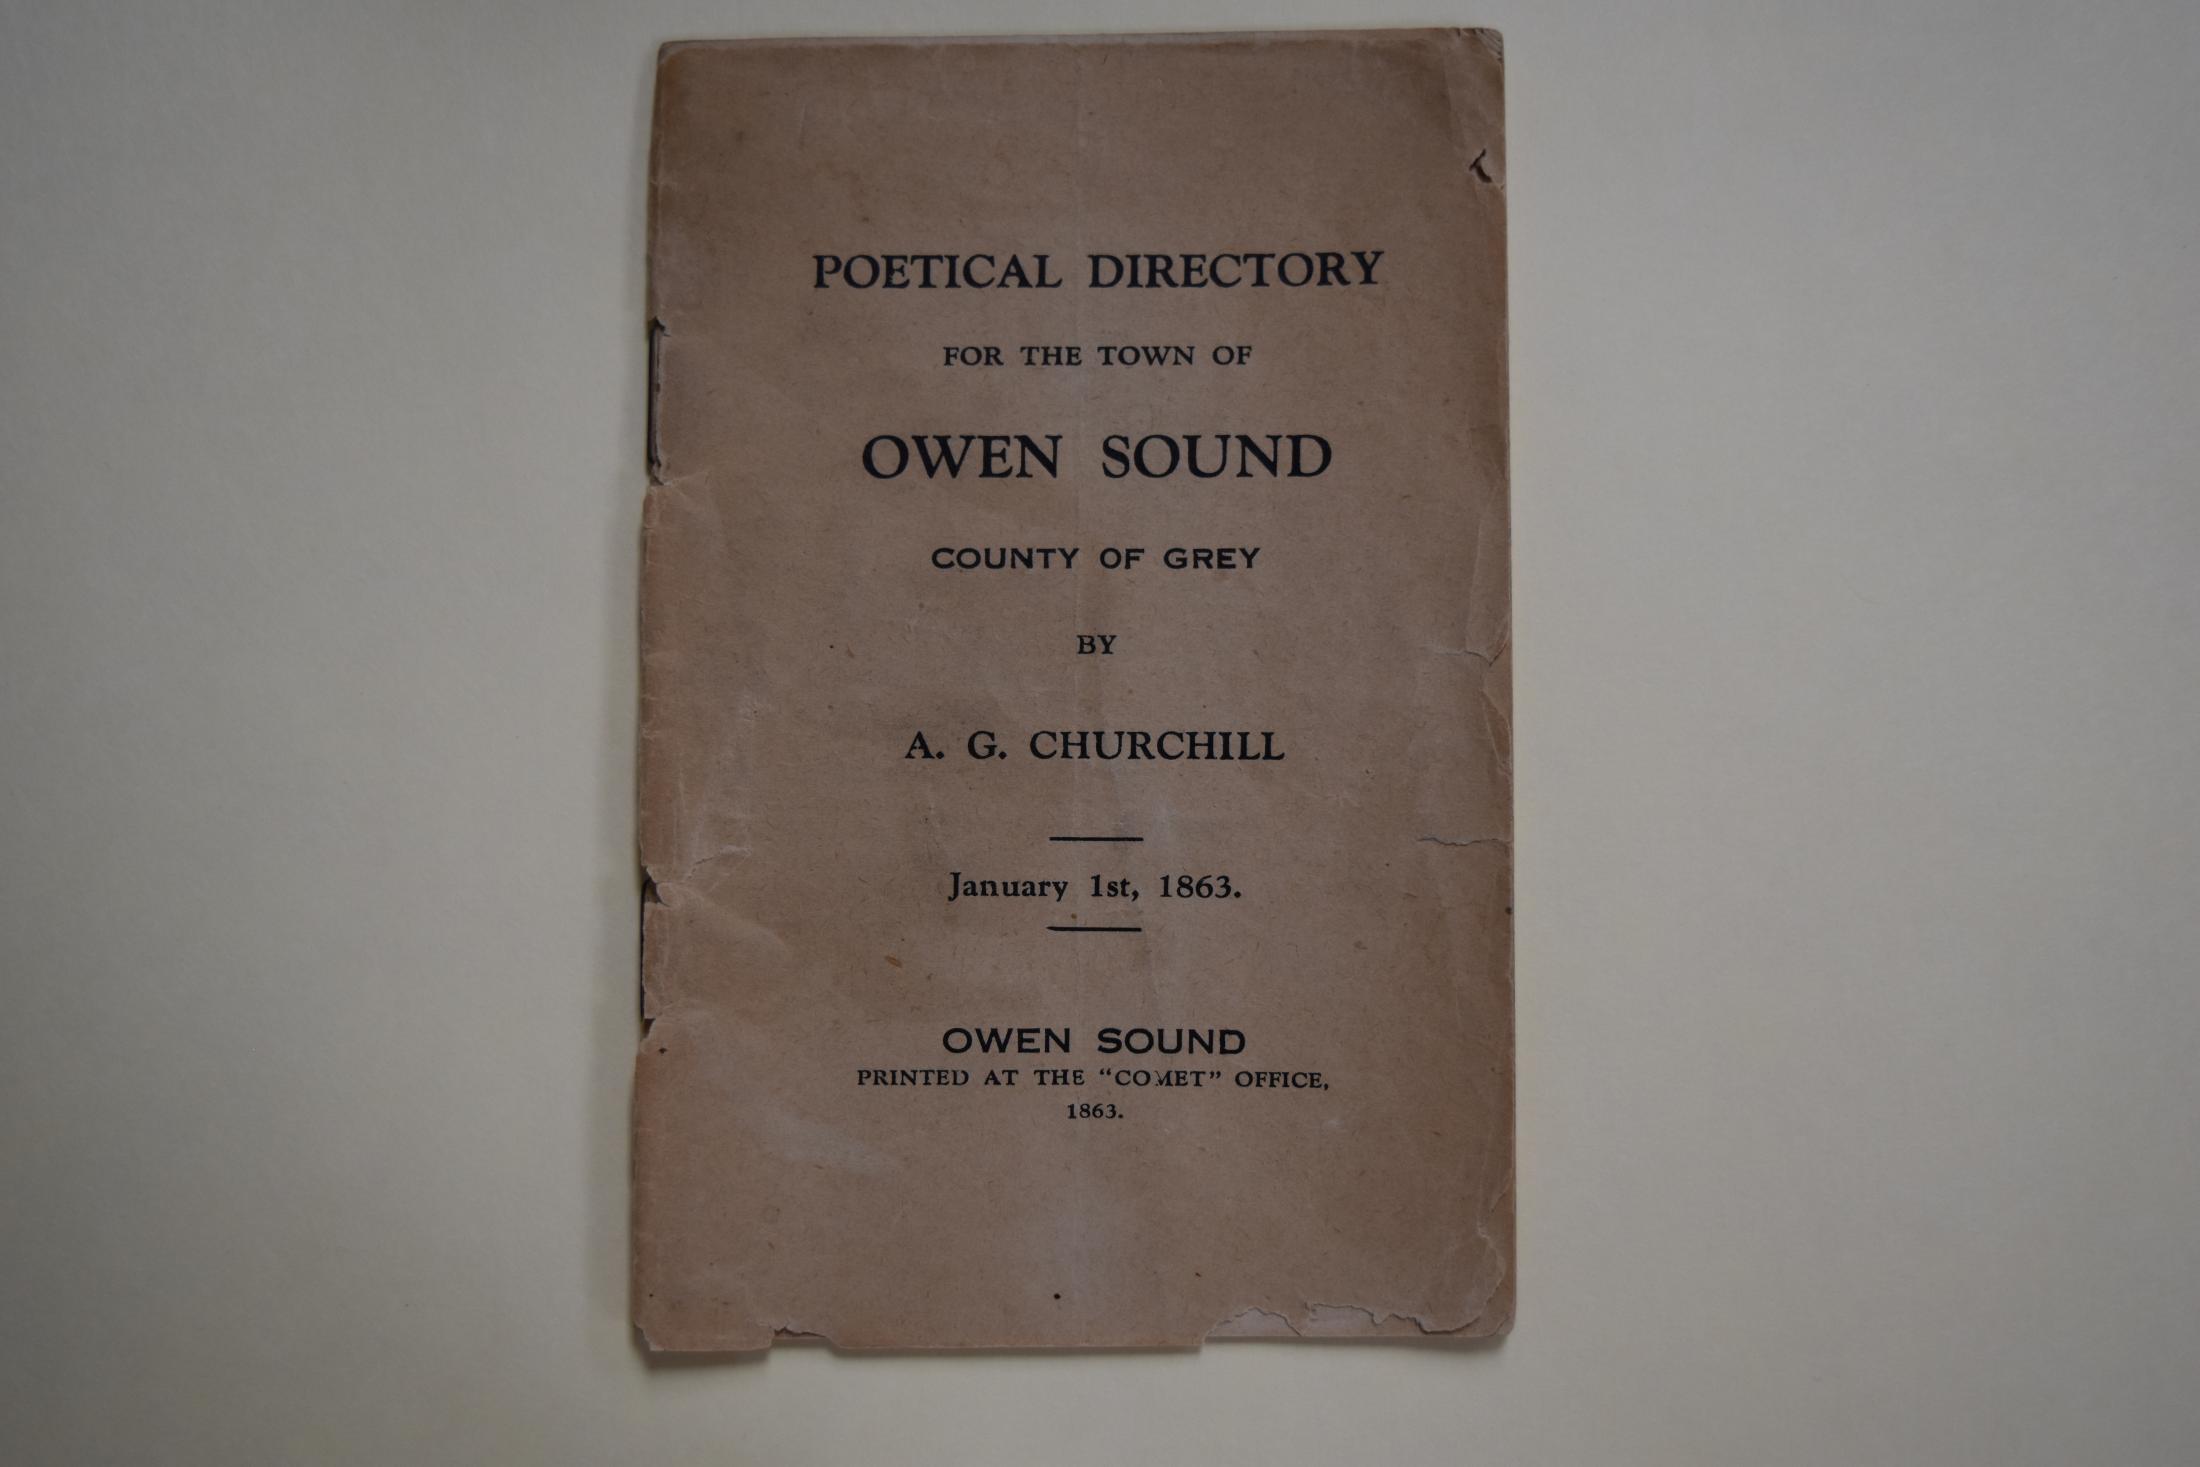 POETICAL DIRECTORY
FOR THE TOWN OF
OWEN SOUND
COUNTY OF GREY
BY
A. G. CHURCHILL
January 1st, 1863.
OWEN SOUND
PRINTED AT THE "COMET" OFFICE,
1863.